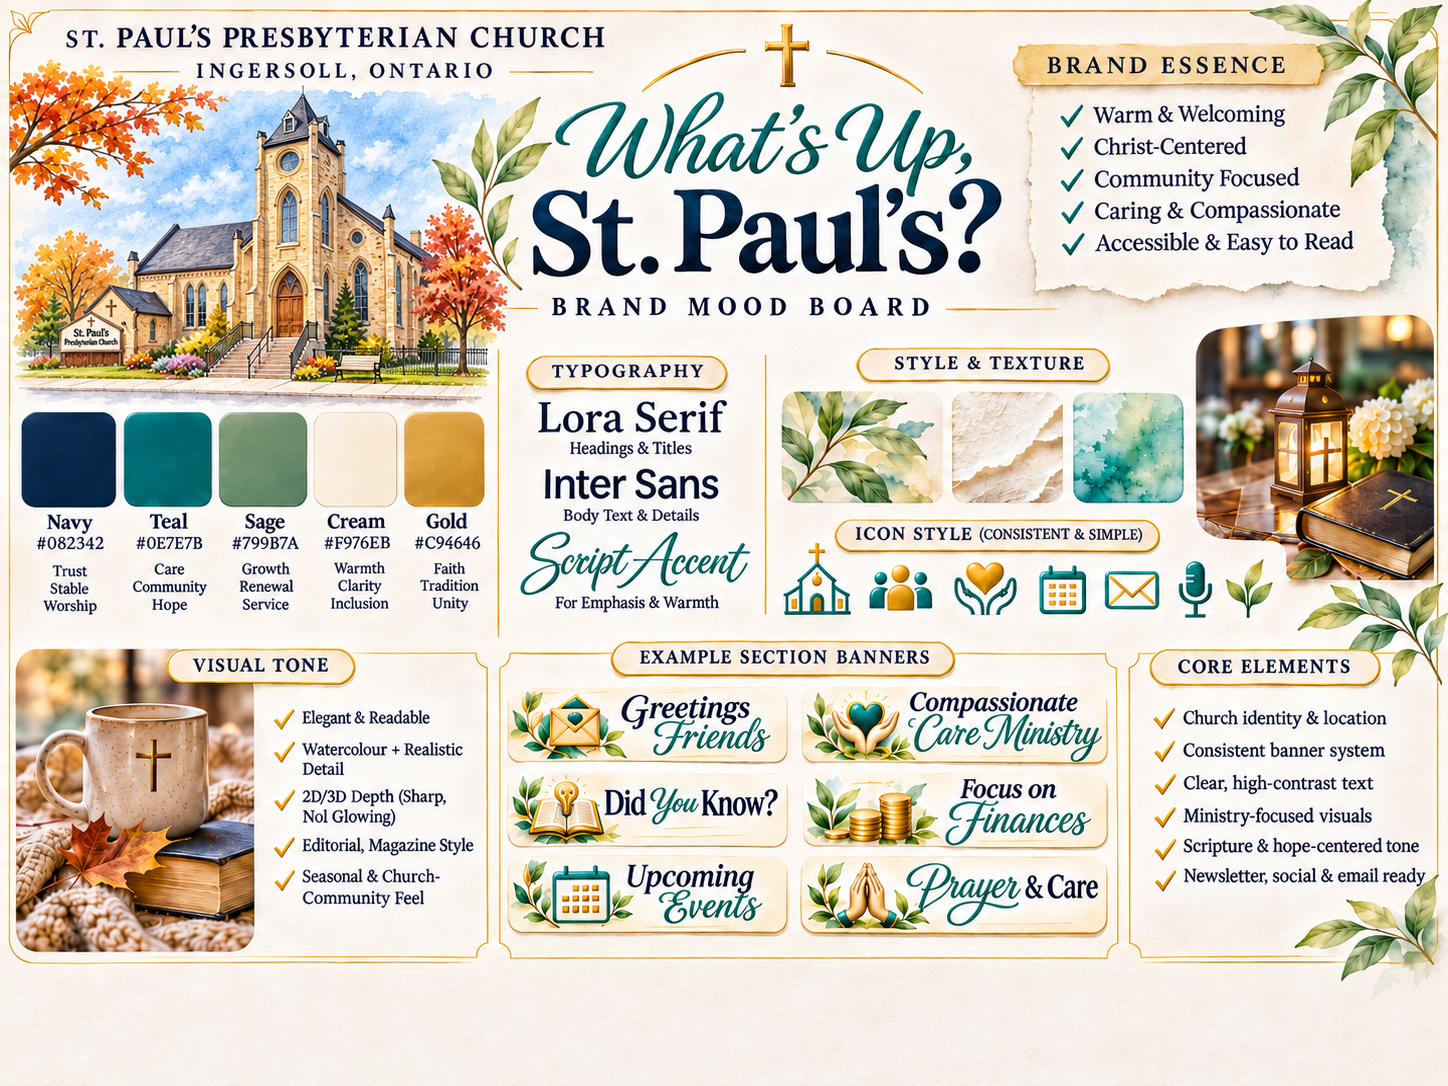 ST. PAUL'S PRESBYTERIAN CHURCH
INGERSOLL, ONTARIO
St. Paul's
Presbyterian Church
What's Up,
St. Paul's?
BRAND MOOD BOARD
BRAND ESSENCE
Warm & Welcoming
Christ-Centered
Community Focused
Caring & Compassionate
Accessible & Easy to Read
Navy
#082342
Trust
Stable
Worship
Teal
#0E7E7B
Care
Community
Hope
Sage
#799B7A
Growth
Renewal
Service
Cream
#F976EB
Warmth
Clarity
Inclusion
Gold
#C94646
Faith
Tradition
Unity
TYPOGRAPHY
Lora Serif
Headings & Titles
Inter Sans
Body Text & Details
Script Accent
For Emphasis & Warmth
STYLE & TEXTURE
ICON STYLE (CONSISTENT & SIMPLE)
VISUAL TONE
Elegant & Readable
Watercolour + Realistic
Detail
2D/3D Depth (Sharp,
Nol Glowing)
Editorial, Magazine Style
Seasonal & Church-
Community Feel
EXAMPLE SECTION BANNERS
Greetings
Friends
Compassionate
Care Ministry
Did You Know?
Focus on
Finances
Upcoming
Events
Prayer & Care
CORE ELEMENTS
Church identity & location
Consistent banner system
Clear, high-contrast text
Ministry-focused visuals
Scripture & hope-centered tone
Newsletter, social & email ready